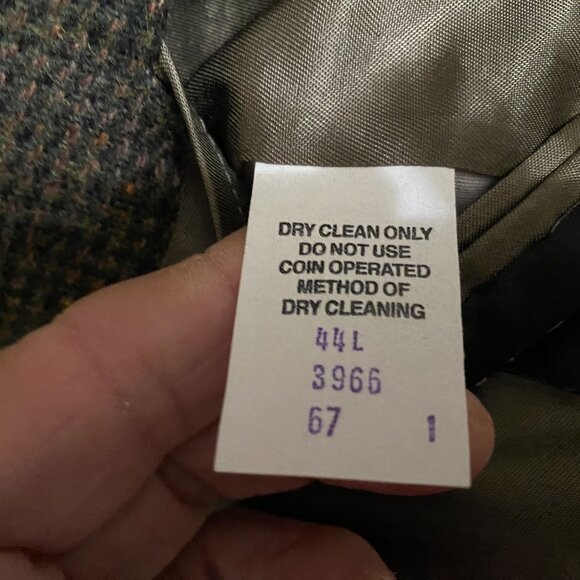 DRY CLEAN ONLY
DO NOT USE
COIN OPERATED
METHOD OF
DRY CLEANING
44L
3966
67 1